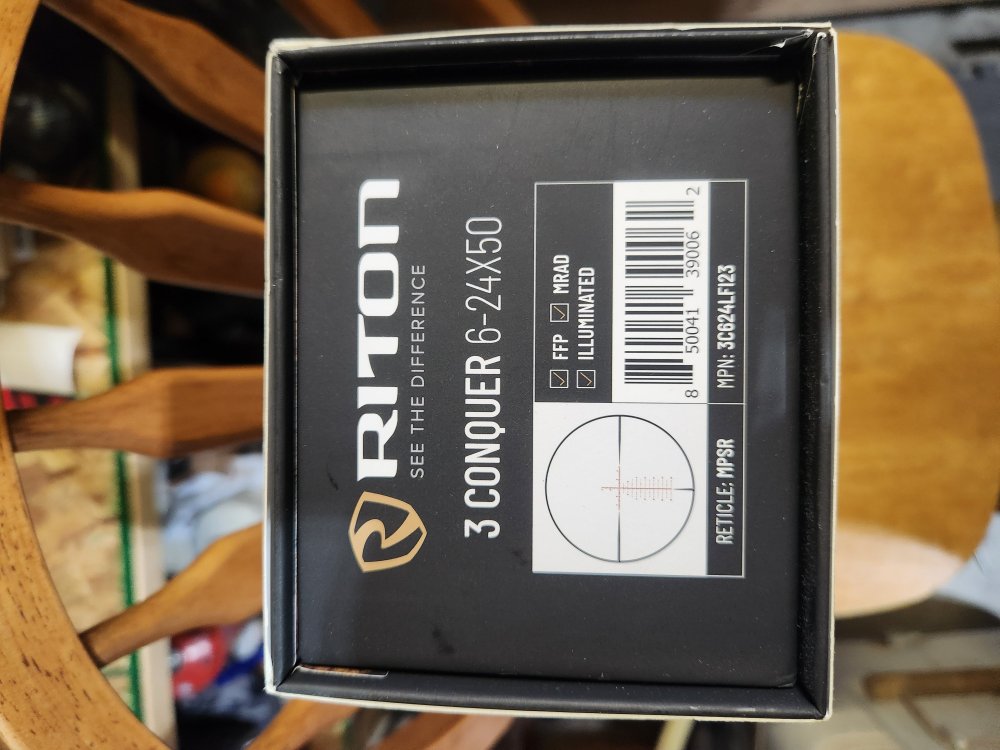 RITON
SEE THE DIFFERENCE
3 CONQUER 6-24X50
FFP MRAD
ILLUMINATED
8 50041 39006 2
RETICLE: MPSR
MPN: 3C624LFI23